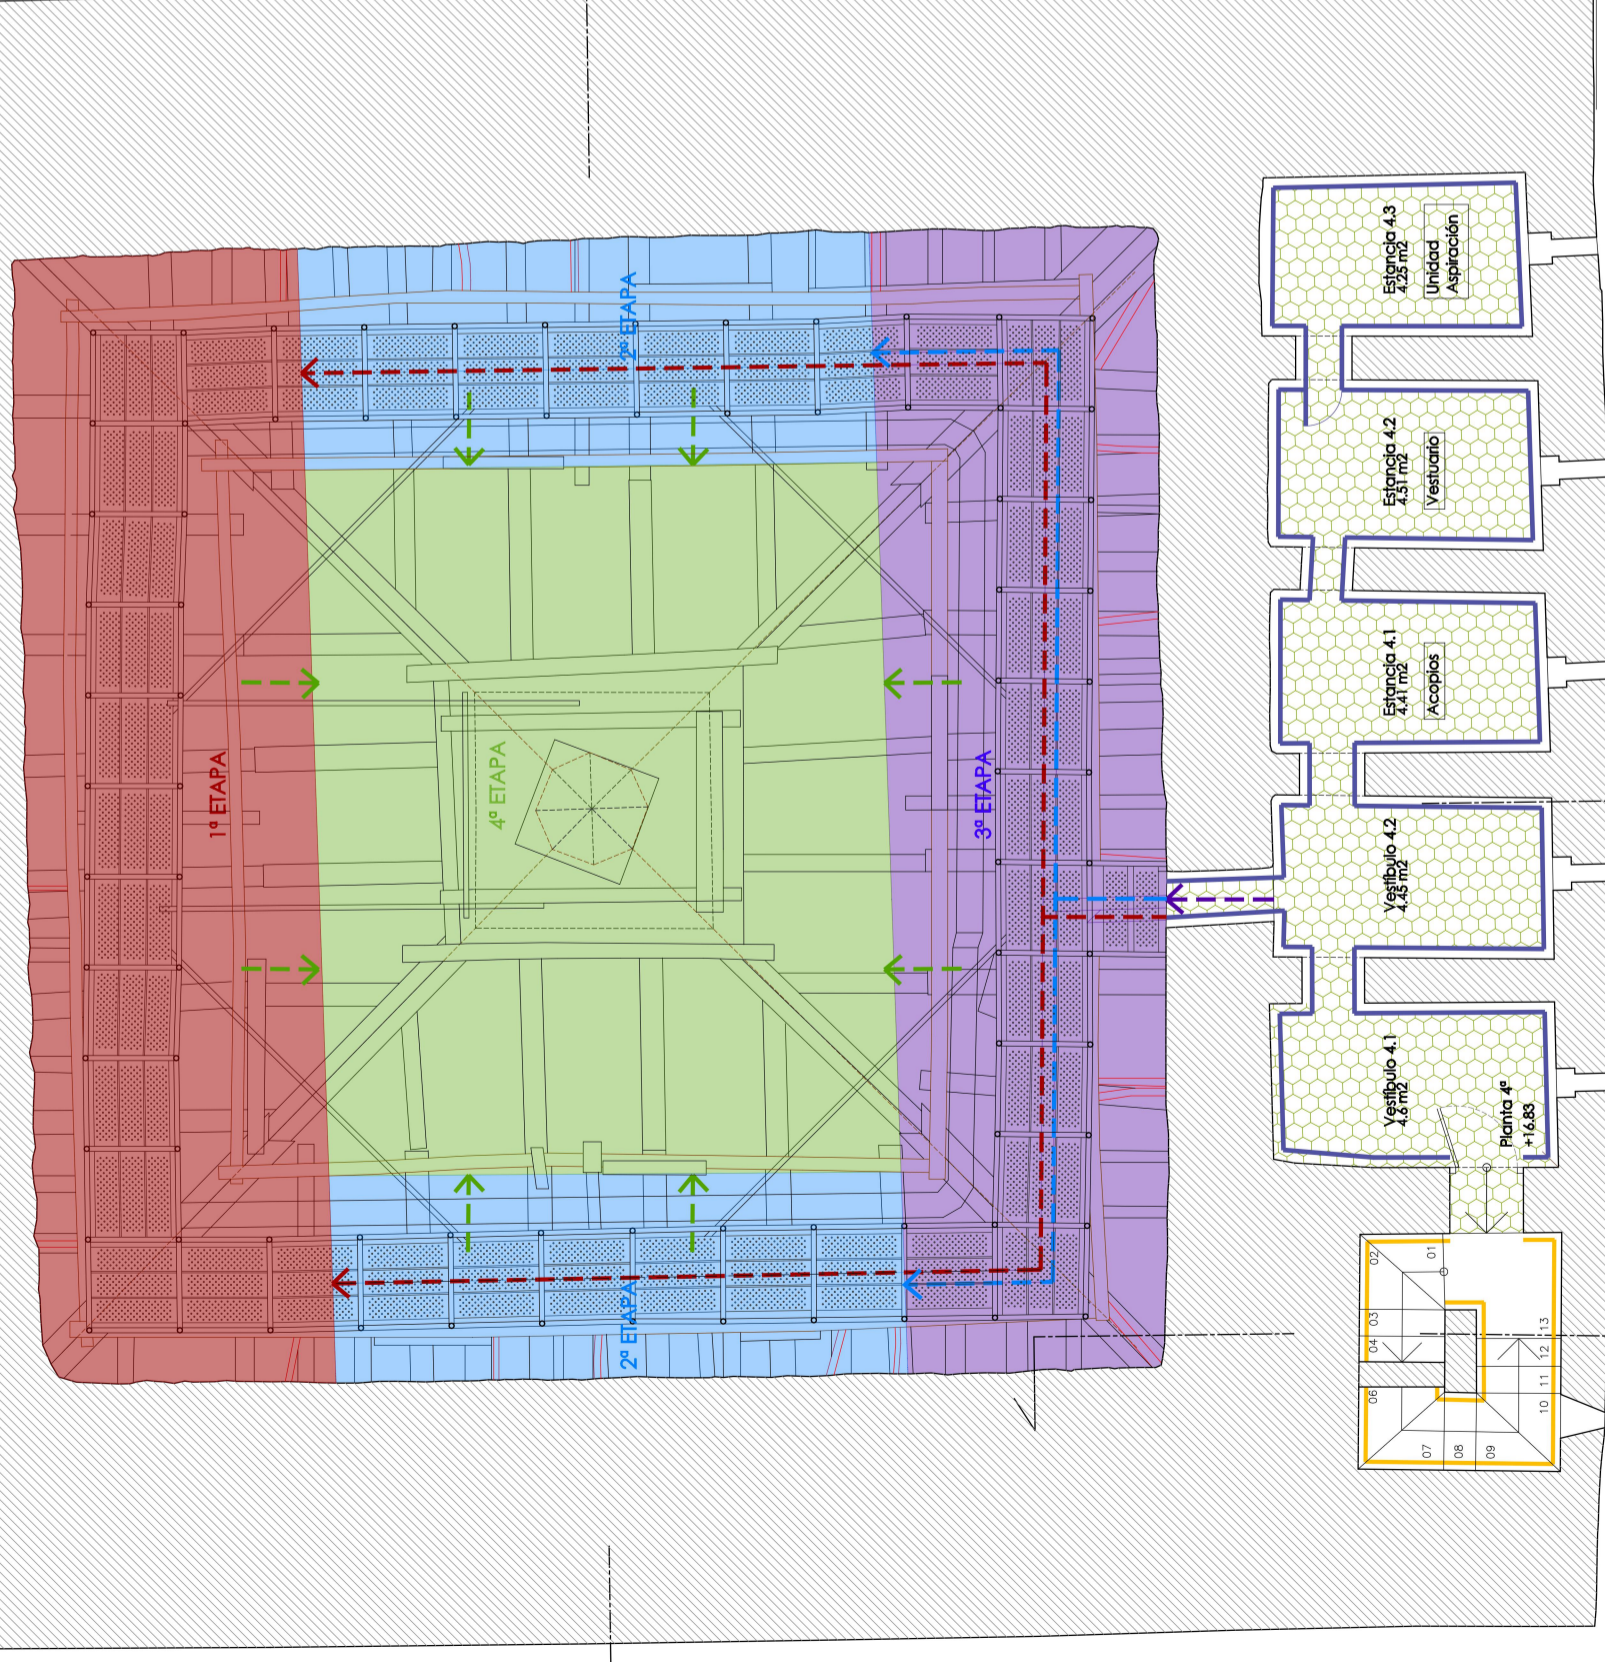 1ª ETAPA
2ª ETAPA
2ª ETAPA
3ª ETAPA
4ª ETAPA
Estancia 4.3
4.25 m2
Unidad
Aspiración
Estancia 4.2
4.51 m2
Vestuario
Estancia 4.1
4.41 m2
Acopios
Vestíbulo 4.2
4.45 m2
Vestíbulo 4.1
4.6 m2
Planta 4ª
+16.83
01
02
03
04
06
07
08
09
10
11
12
13